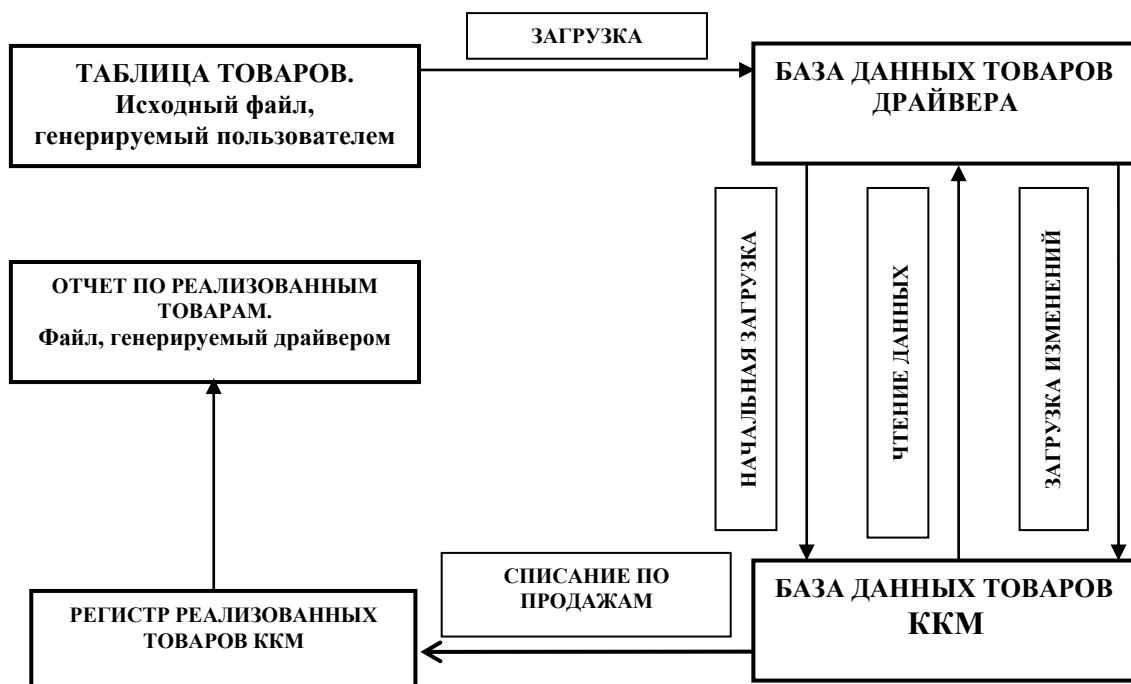 ЗАГРУЗКА
ТАБЛИЦА ТОВАРОВ.
Исходный файл,
генерируемый пользователем
БАЗА ДАННЫХ ТОВАРОВ
ДРАЙВЕРА
НАЧАЛЬНАЯ ЗАГРУЗКА
ЧТЕНИЕ ДАННЫХ
ЗАГРУЗКА ИЗМЕНЕНИЙ
ОТЧЕТ ПО РЕАЛИЗОВАННЫМ
ТОВАРАМ.
Файл, генерируемый драйвером
СПИСАНИЕ ПО
ПРОДАЖАМ
РЕГИСТР РЕАЛИЗОВАННЫХ
ТОВАРОВ ККМ
БАЗА ДАННЫХ ТОВАРОВ
ККМ